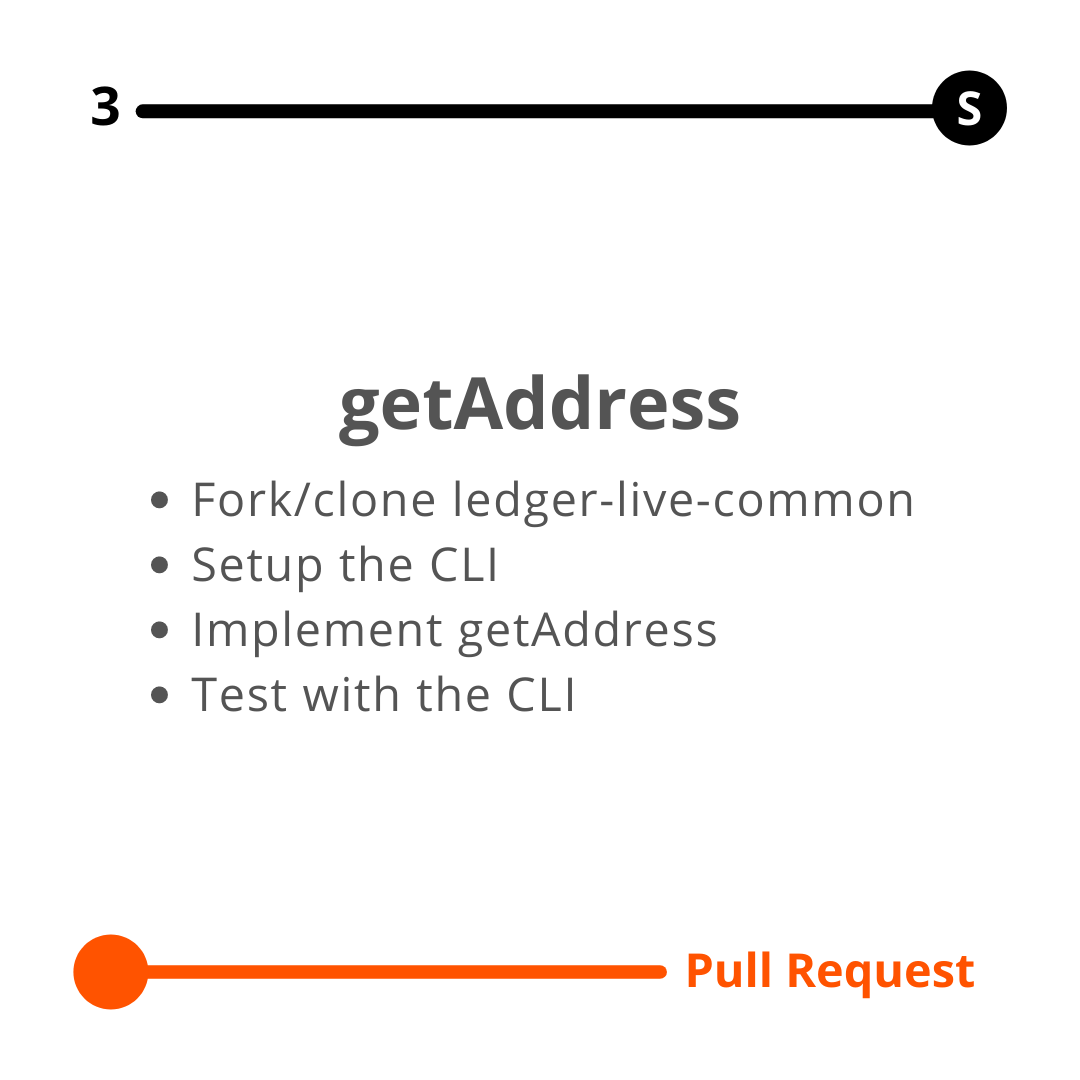 3
S
getAddress
• Fork/clone ledger-live-common
• Setup the CLI
• Implement getAddress
• Test with the CLI
Pull Request